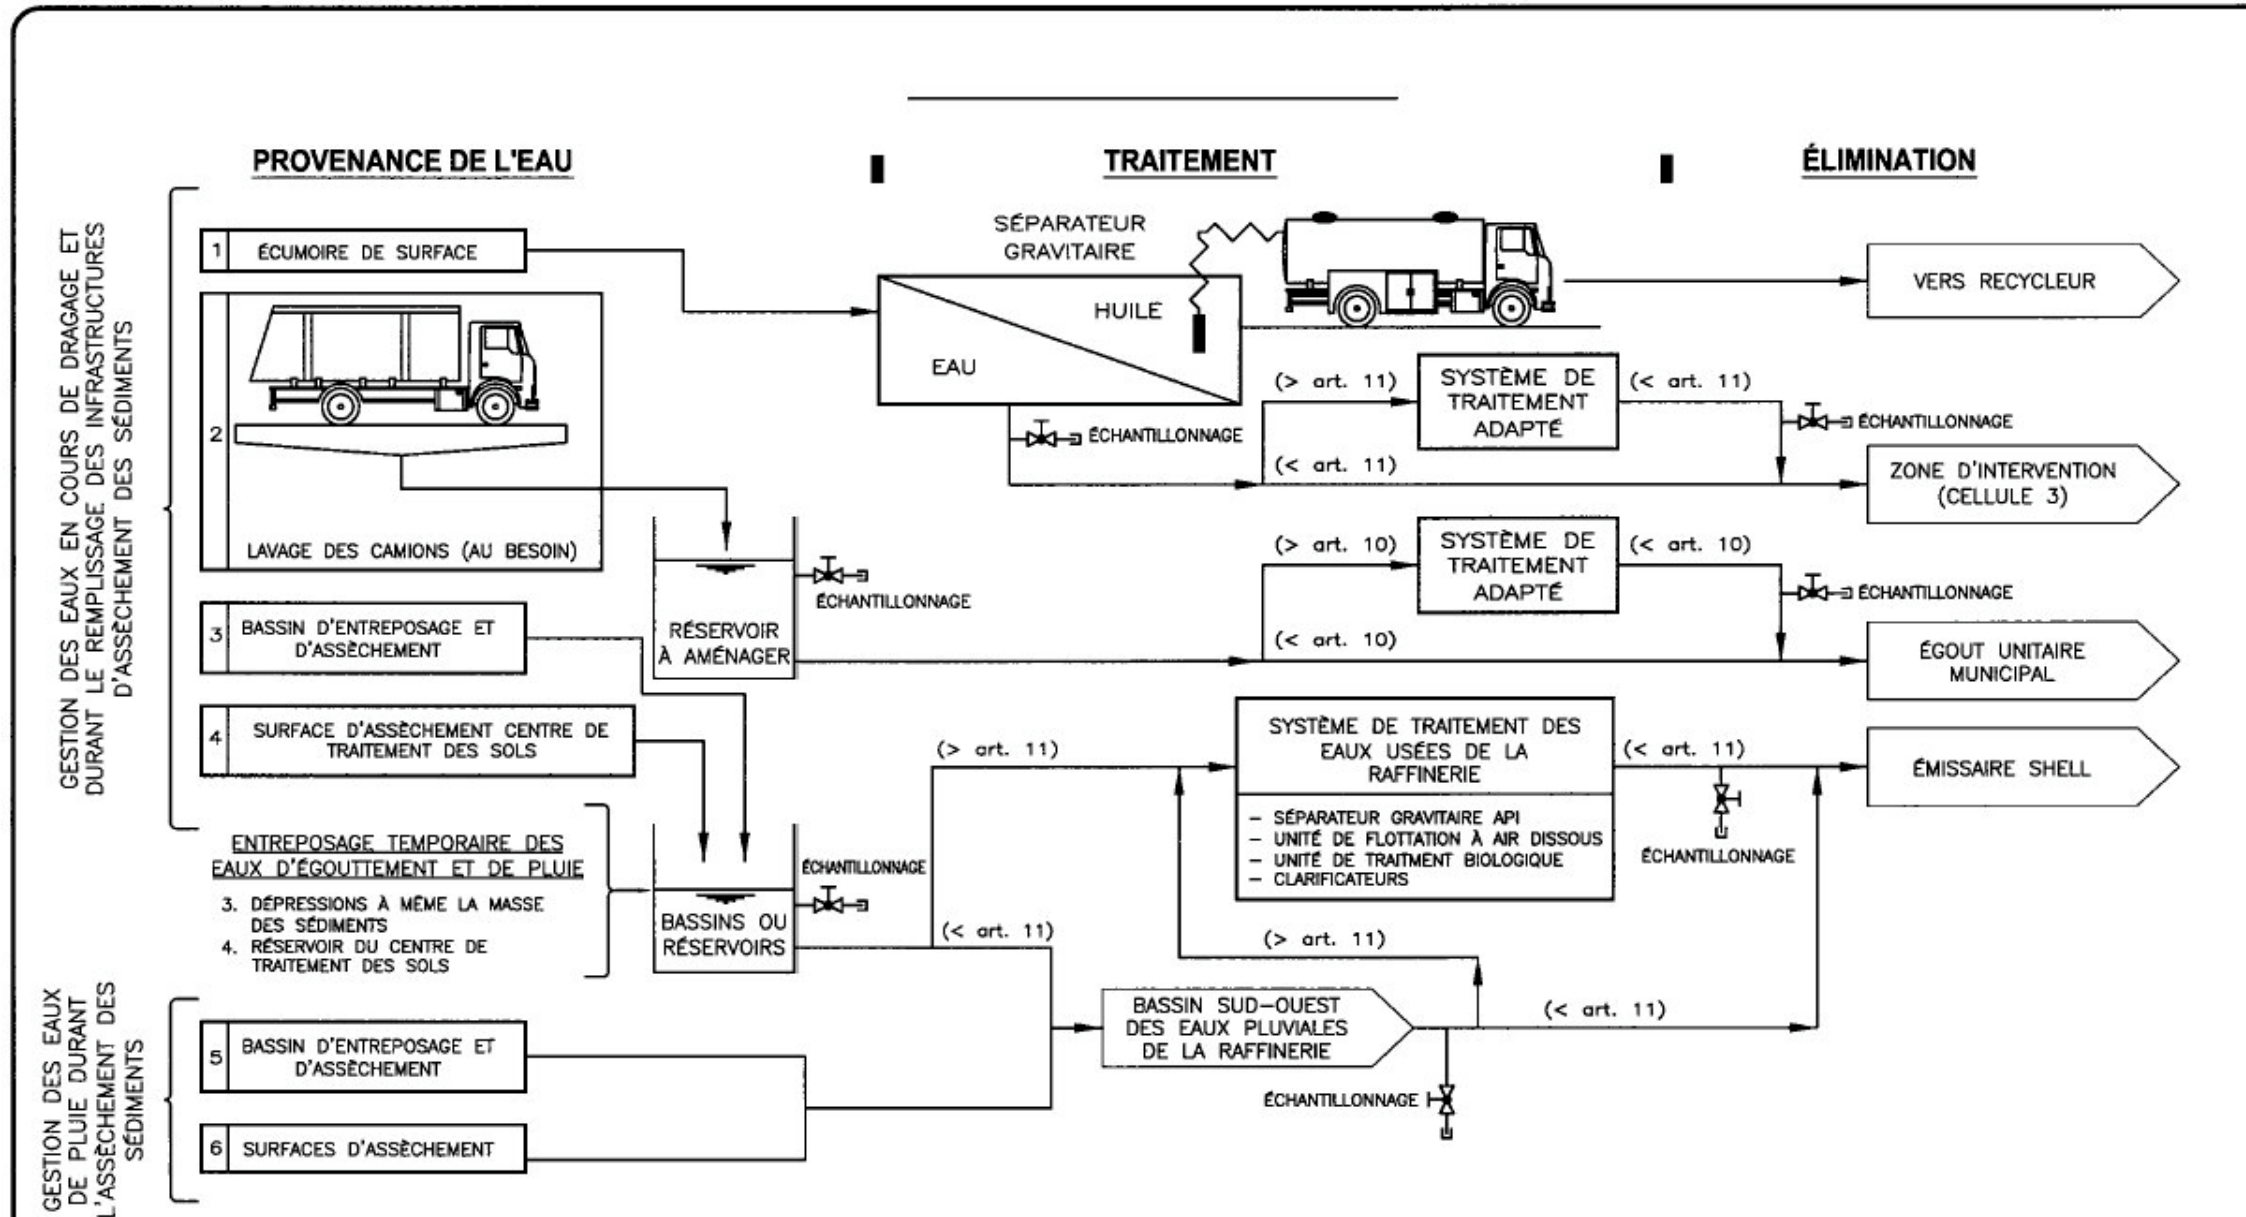 PROVENANCE DE L'EAU
TRAITEMENT
ÉLIMINATION
GESTION DES EAUX EN COURS DE DRAGAGE ET
DURANT LE REMPLISSAGE DES INFRASTRUCTURES
D'ASSÈCHEMENT DES SÉDIMENTS
1
ÉCUMOIRE DE SURFACE
SÉPARATEUR
GRAVITAIRE
HUILE
EAU
VERS RECYCLEUR
2
LAVAGE DES CAMIONS (AU BESOIN)
ÉCHANTILLONNAGE
(> art. 11)
SYSTÈME DE
TRAITEMENT
ADAPTÉ
(< art. 11)
ÉCHANTILLONNAGE
(< art. 11)
ZONE D'INTERVENTION
(CELLULE 3)
ÉCHANTILLONNAGE
RÉSERVOIR
À AMÉNAGER
(> art. 10)
SYSTÈME DE
TRAITEMENT
ADAPTÉ
(< art. 10)
ÉCHANTILLONNAGE
(< art. 10)
ÉGOUT UNITAIRE
MUNICIPAL
3
BASSIN D'ENTREPOSAGE ET
D'ASSÈCHEMENT
4
SURFACE D'ASSÈCHEMENT CENTRE DE
TRAITEMENT DES SOLS
(> art. 11)
SYSTÈME DE TRAITEMENT DES
EAUX USÉES DE LA
RAFFINERIE
– SÉPARATEUR GRAVITAIRE API
– UNITÉ DE FLOTTATION À AIR DISSOUS
– UNITÉ DE TRAITMENT BIOLOGIQUE
– CLARIFICATEURS
(< art. 11)
ÉCHANTILLONNAGE
ÉMISSAIRE SHELL
ENTREPOSAGE TEMPORAIRE DES
EAUX D'ÉGOUTTEMENT ET DE PLUIE
3. DÉPRESSIONS À MÊME LA MASSE
DES SÉDIMENTS
4. RÉSERVOIR DU CENTRE DE
TRAITEMENT DES SOLS
ÉCHANTILLONNAGE
BASSINS OU
RÉSERVOIRS
(< art. 11)
(> art. 11)
GESTION DES EAUX
DE PLUIE DURANT
L'ASSÈCHEMENT DES
SÉDIMENTS
5
BASSIN D'ENTREPOSAGE ET
D'ASSÈCHEMENT
6
SURFACES D'ASSÈCHEMENT
BASSIN SUD–OUEST
DES EAUX PLUVIALES
DE LA RAFFINERIE
(< art. 11)
ÉCHANTILLONNAGE